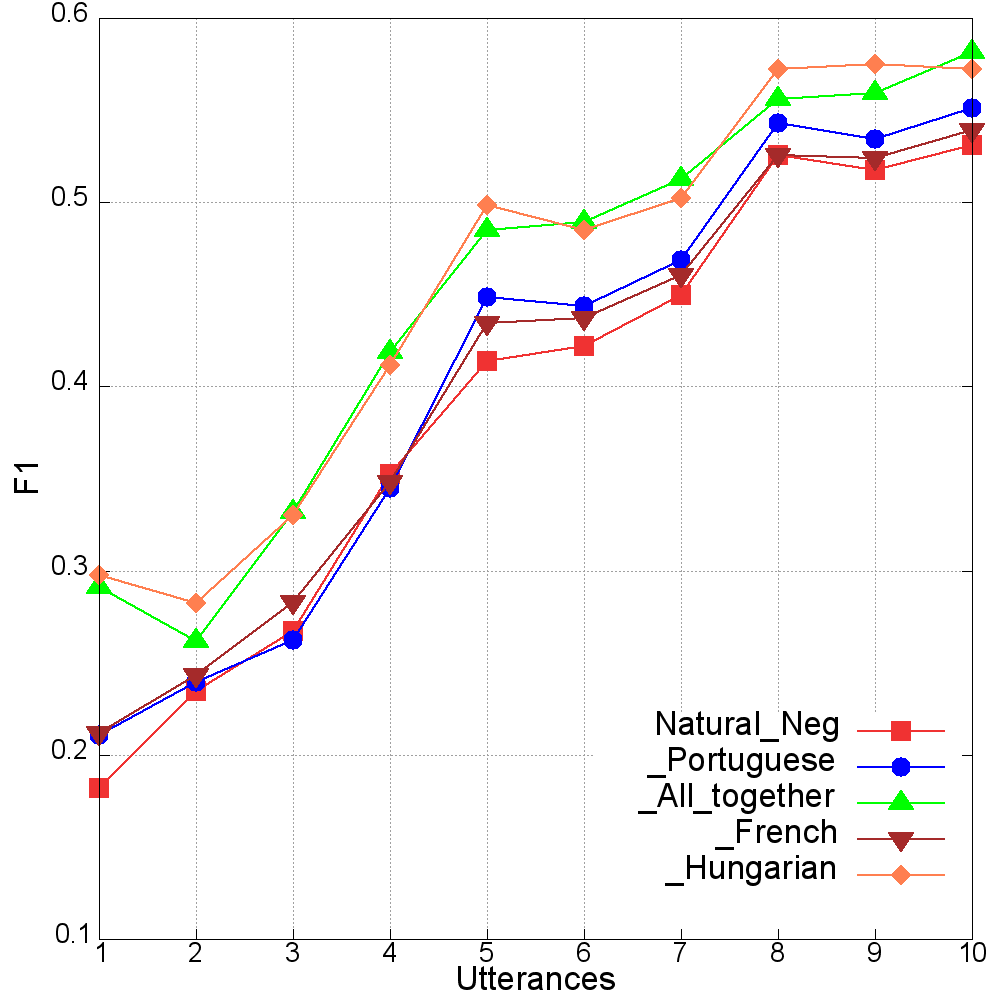 0.6
0.5
0.4
0.3
0.2
0.1
F1
Natural_Neg
_Portuguese
_All_together
_French
_Hungarian
1 2 3 4 5 6 7 8 9 10
Utterances